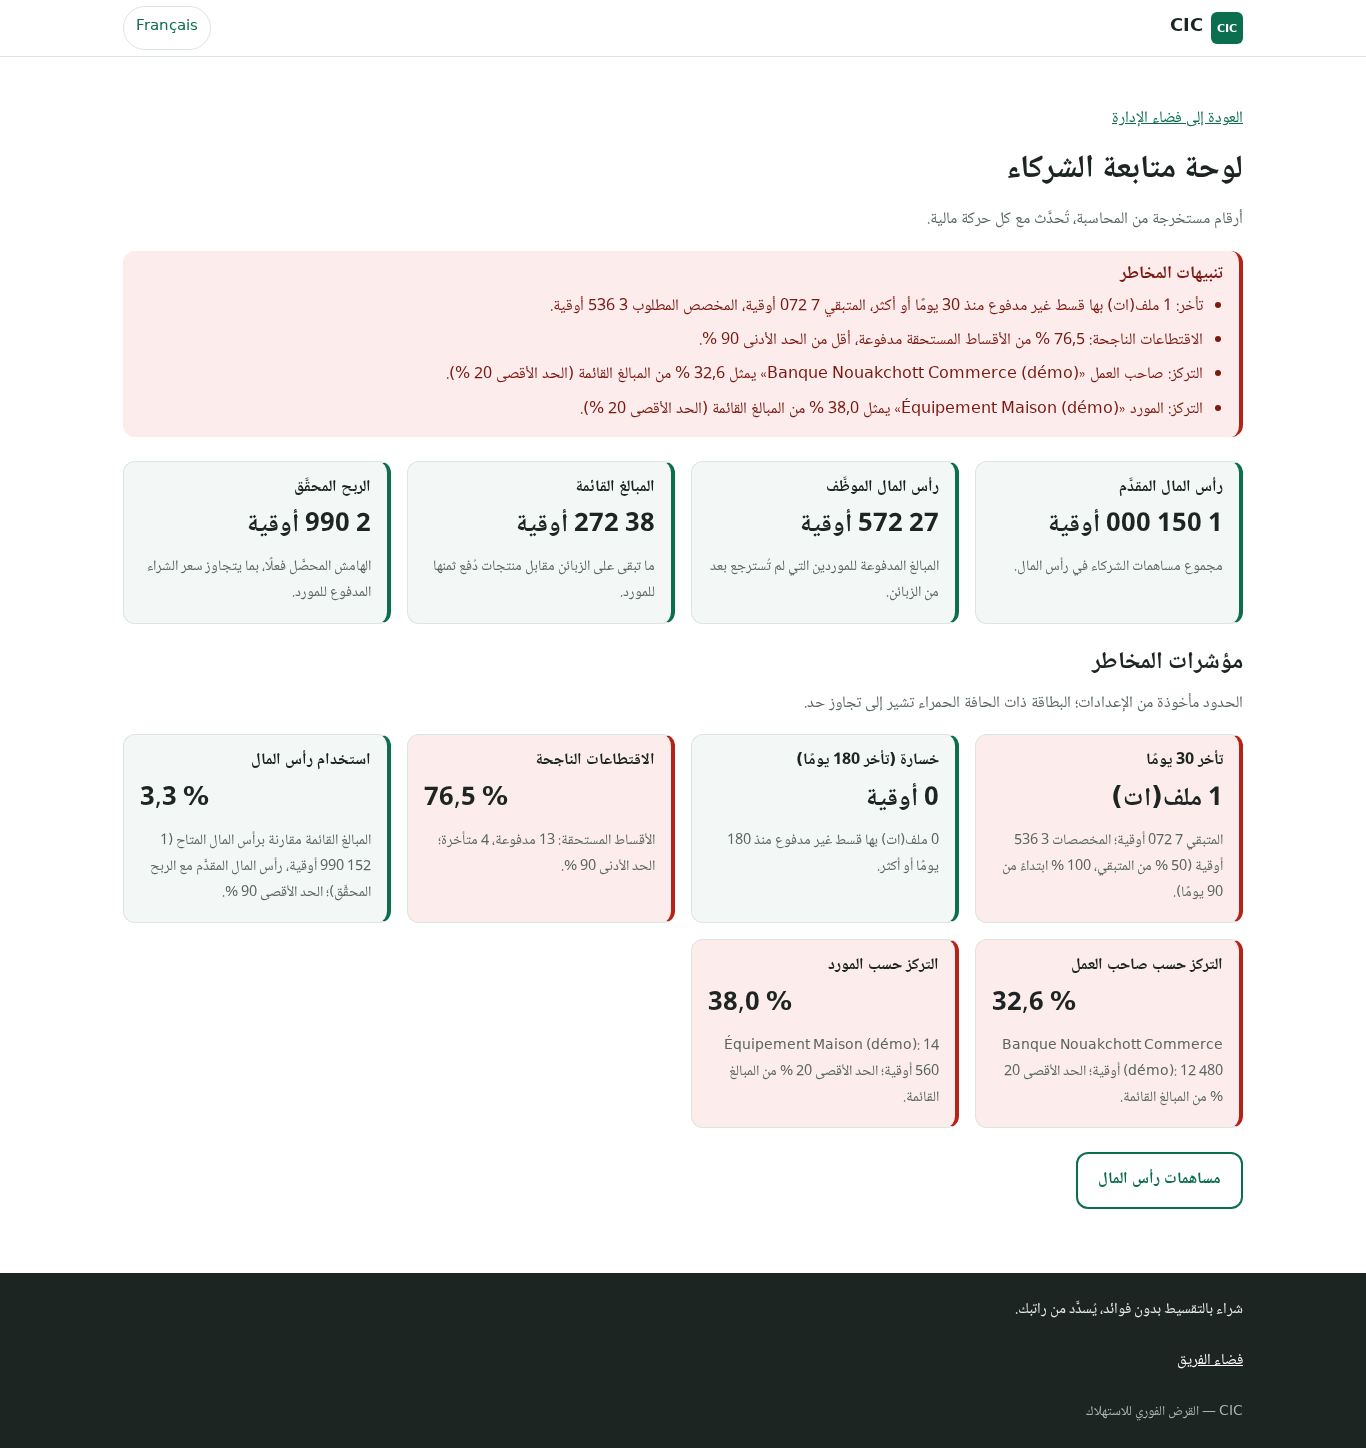 CIC CIC
Français
العودة إلى فضاء الإدارة
لوحة متابعة الشركاء
أرقام مستخرجة من المحاسبة، تُحدَّث مع كل حركة مالية.
تنبيهات المخاطر
تأخر: 1 ملف(ات) بها قسط غير مدفوع منذ 30 يومًا أو أكثر، المتبقي 7 072 أوقية، المخصص المطلوب 3 536 أوقية.
الاقتطاعات الناجحة: 76,5 % من الأقساط المستحقة مدفوعة، أقل من الحد الأدنى 90 %.
التركز: صاحب العمل «Banque Nouakchott Commerce (démo)» يمثل 32,6 % من المبالغ القائمة (الحد الأقصى 20 %).
التركز: المورد «Équipement Maison (démo)» يمثل 38,0 % من المبالغ القائمة (الحد الأقصى 20 %).
رأس المال المقدَّم
1 150 000 أوقية
مجموع مساهمات الشركاء في رأس المال.
رأس المال الموظَّف
27 572 أوقية
المبالغ المدفوعة للموردين التي لم تُسترجع بعد
من الزبائن.
المبالغ القائمة
38 272 أوقية
ما تبقى على الزبائن مقابل منتجات دُفع ثمنها
للمورد.
الربح المحقَّق
2 990 أوقية
الهامش المحصَّل فعلًا، بما يتجاوز سعر الشراء
المدفوع للمورد.
مؤشرات المخاطر
الحدود مأخوذة من الإعدادات؛ البطاقة ذات الحافة الحمراء تشير إلى تجاوز حد.
تأخر 30 يومًا
1 ملف(ات)
المتبقي 7 072 أوقية؛ المخصصات 3 536
أوقية (50 % من المتبقي، 100 % ابتداءً من
90 يومًا).
خسارة (تأخر 180 يومًا)
0 أوقية
0 ملف(ات) بها قسط غير مدفوع منذ 180
يومًا أو أكثر.
الاقتطاعات الناجحة
76,5 %
الأقساط المستحقة: 13 مدفوعة، 4 متأخرة؛
الحد الأدنى 90 %.
استخدام رأس المال
3,3 %
المبالغ القائمة مقارنة برأس المال المتاح (1
152 990 أوقية، رأس المال المقدَّم مع الربح
المحقَّق)؛ الحد الأقصى 90 %.
التركز حسب صاحب العمل
32,6 %
Banque Nouakchott Commerce
(démo): 12 480 أوقية؛ الحد الأقصى 20
% من المبالغ القائمة.
التركز حسب المورد
38,0 %
Équipement Maison (démo): 14
560 أوقية؛ الحد الأقصى 20 % من المبالغ
القائمة.
مساهمات رأس المال
شراء بالتقسيط بدون فوائد، يُسدَّد من راتبك.
فضاء الفريق
CIC — القرض الفوري للاستهلاك